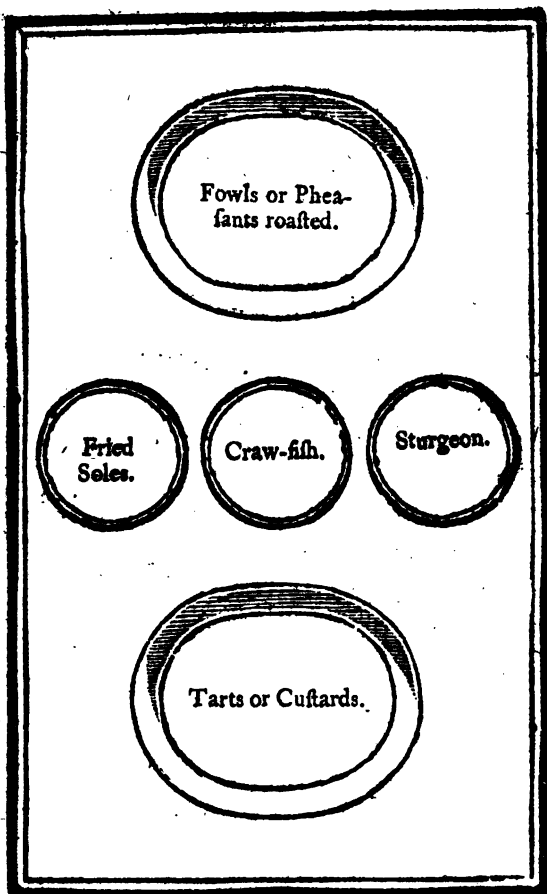 Fowls or Phea-
ſants roaſted.
Fried
Soles.
Craw-fiſh.
Sturgeon.
Tarts or Cuſtards.